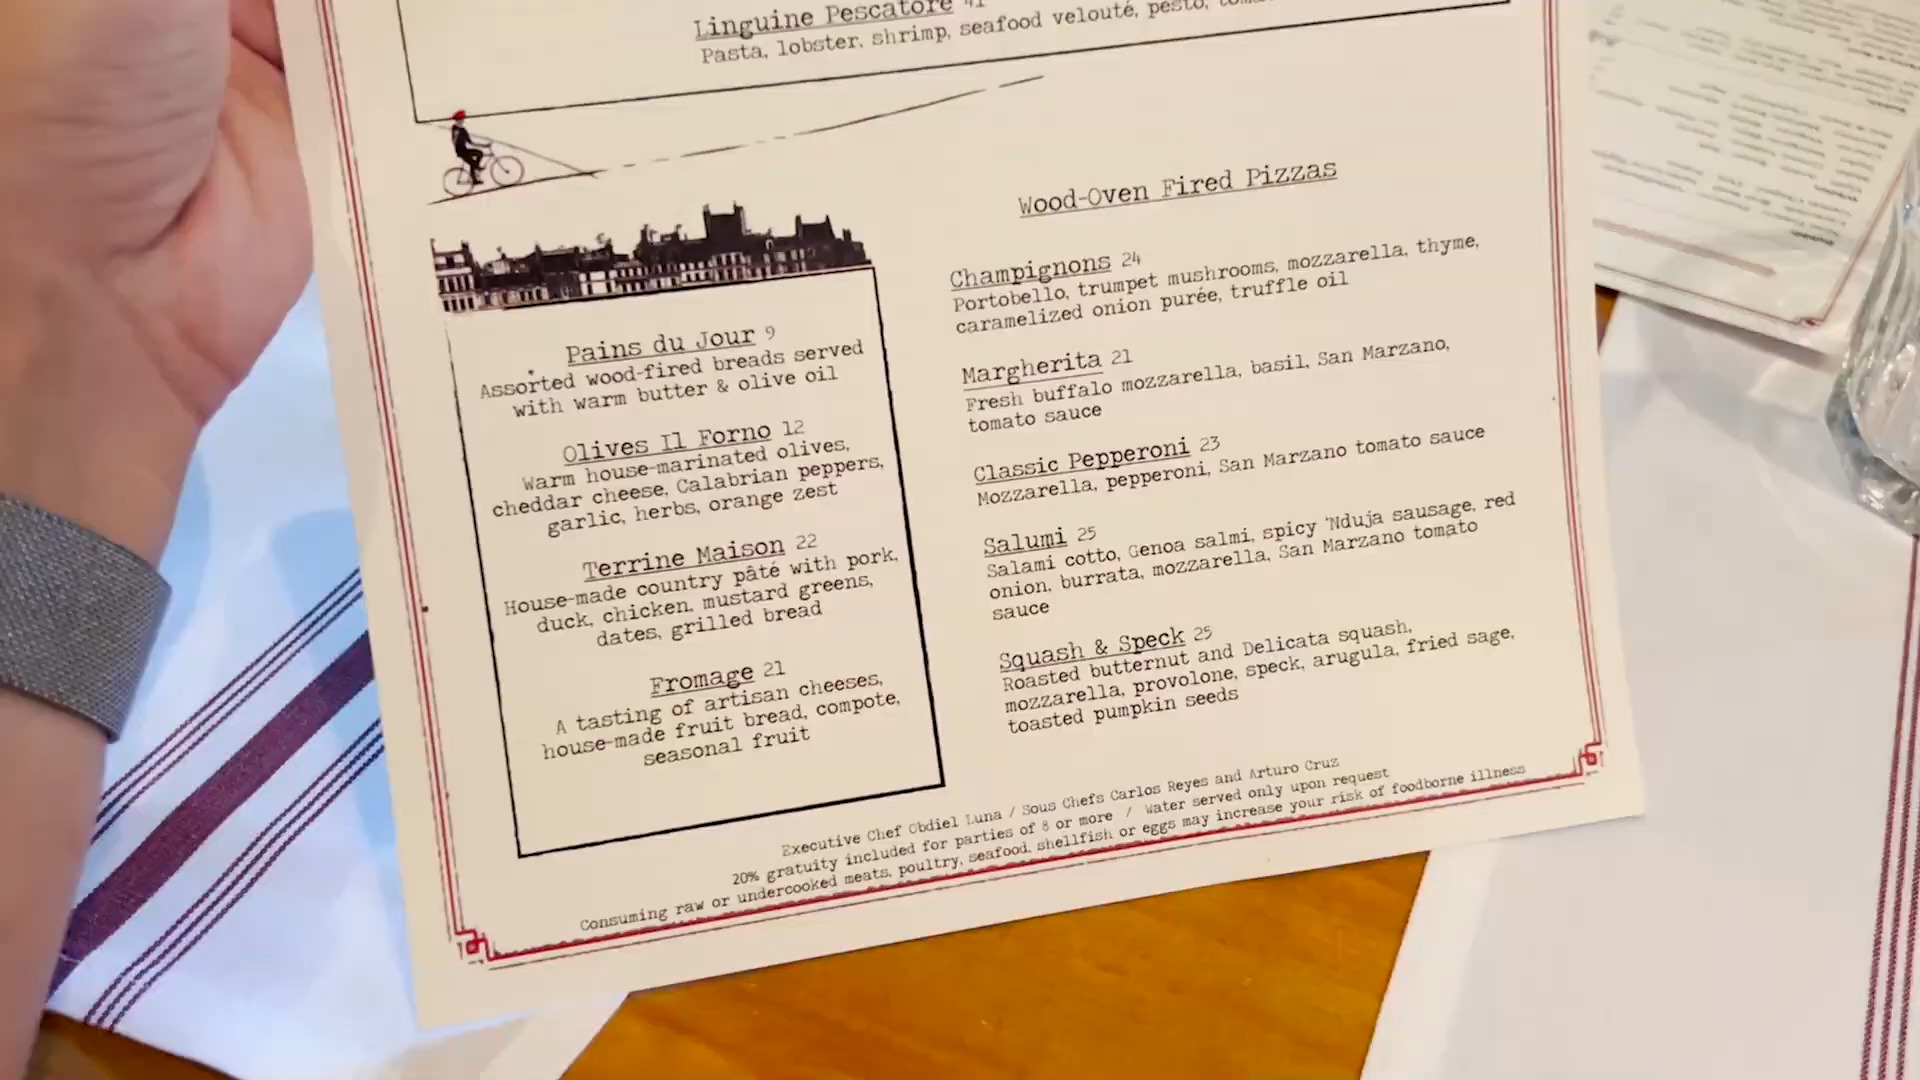 Linguine Pescatore 41
Pasta, lobster, shrimp, seafood velouté, pesto,
Pains du Jour 9
Assorted wood-fired breads served
with warm butter & olive oil
Olives Il Forno 12
Warm house-marinated olives,
cheddar cheese, Calabrian peppers,
garlic, herbs, orange zest
Terrine Maison 22
House-made country pâté with pork,
duck, chicken, mustard greens,
dates, grilled bread
Fromage 21
A tasting of artisan cheeses,
house-made fruit bread, compote,
seasonal fruit
Wood-Oven Fired Pizzas
Champignons 24
Portobello, trumpet mushrooms, mozzarella, thyme,
caramelized onion purée, truffle oil
Margherita 21
Fresh buffalo mozzarella, basil, San Marzano,
tomato sauce
Classic Pepperoni 23
Mozzarella, pepperoni, San Marzano tomato sauce
Salumi 25
Salami cotto, Genoa salmi, spicy 'Nduja sausage, red
onion, burrata, mozzarella, San Marzano tomato
sauce
Squash & Speck 25
Roasted butternut and Delicata squash,
mozzarella, provolone, speck, arugula, fried sage,
toasted pumpkin seeds
Executive Chef Obdiel Luna / Sous Chefs Carlos Reyes and Arturo Cruz
20% gratuity included for parties of 8 or more / Water served only upon request
Consuming raw or undercooked meats, poultry, seafood, shellfish or eggs may increase your risk of foodborne illness